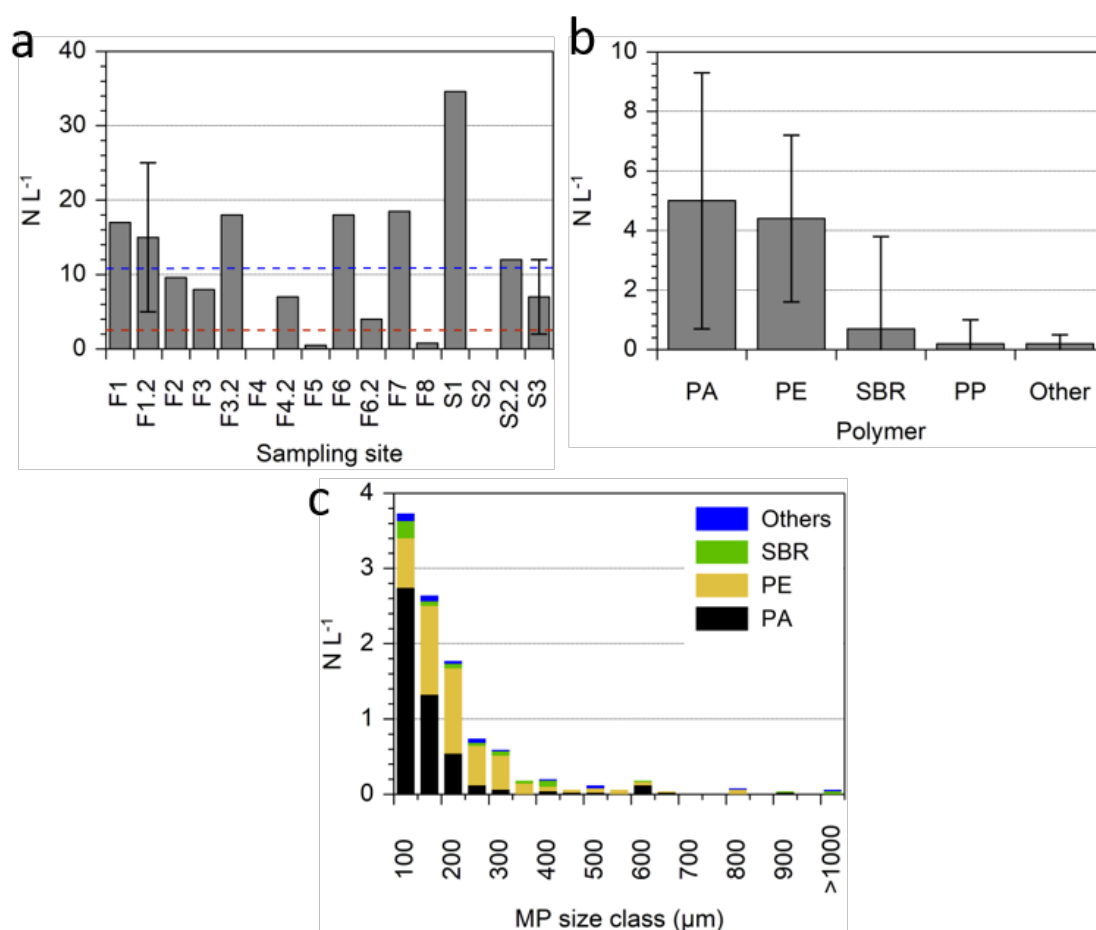 a
40
30
20
10
0
N L⁻¹
F1 F1.2 F2 F3 F3.2 F4 F4.2 F5 F6 F6.2 F7 F8 S1 S2 S2.2 S3
Sampling site
b
10
8
6
4
2
0
N L⁻¹
PA PE SBR PP Other
Polymer
c
4
3
2
1
0
N L⁻¹
Others
SBR
PE
PA
100 200 300 400 500 600 700 800 900 >1000
MP size class (µm)